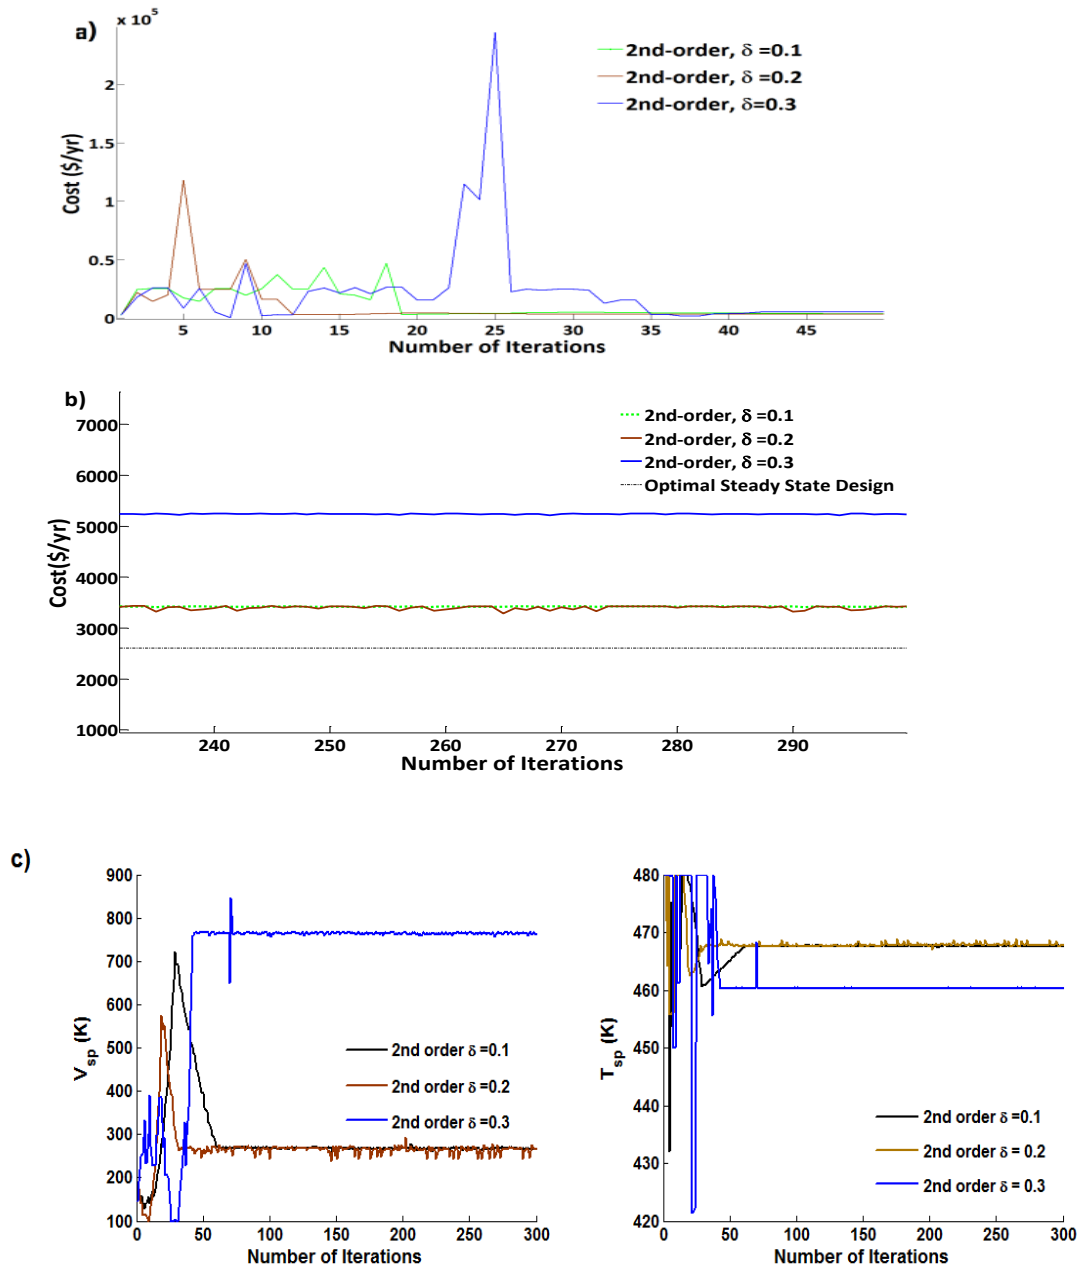 a)
x 10⁵
2
1.5
1
0.5
0
Cost ($/yr)
2nd-order, δ =0.1
2nd-order, δ =0.2
2nd-order, δ=0.3
5 10 15 20 25 30 35 40 45
Number of Iterations
b)
7000
6000
5000
4000
3000
2000
1000
Cost($/yr)
2nd-order, δ =0.1
2nd-order, δ =0.2
2nd-order, δ =0.3
Optimal Steady State Design
240 250 260 270 280 290
Number of Iterations
c)
900
800
700
600
500
400
300
200
100
V_sp (K)
2nd order δ =0.1
2nd order δ =0.2
2nd order δ =0.3
0 50 100 150 200 250 300
Number of Iterations
480
470
460
450
440
430
420
T_sp (K)
2nd order δ =0.1
2nd order δ = 0.2
2nd order δ = 0.3
0 50 100 150 200 250 300
Number of Iterations